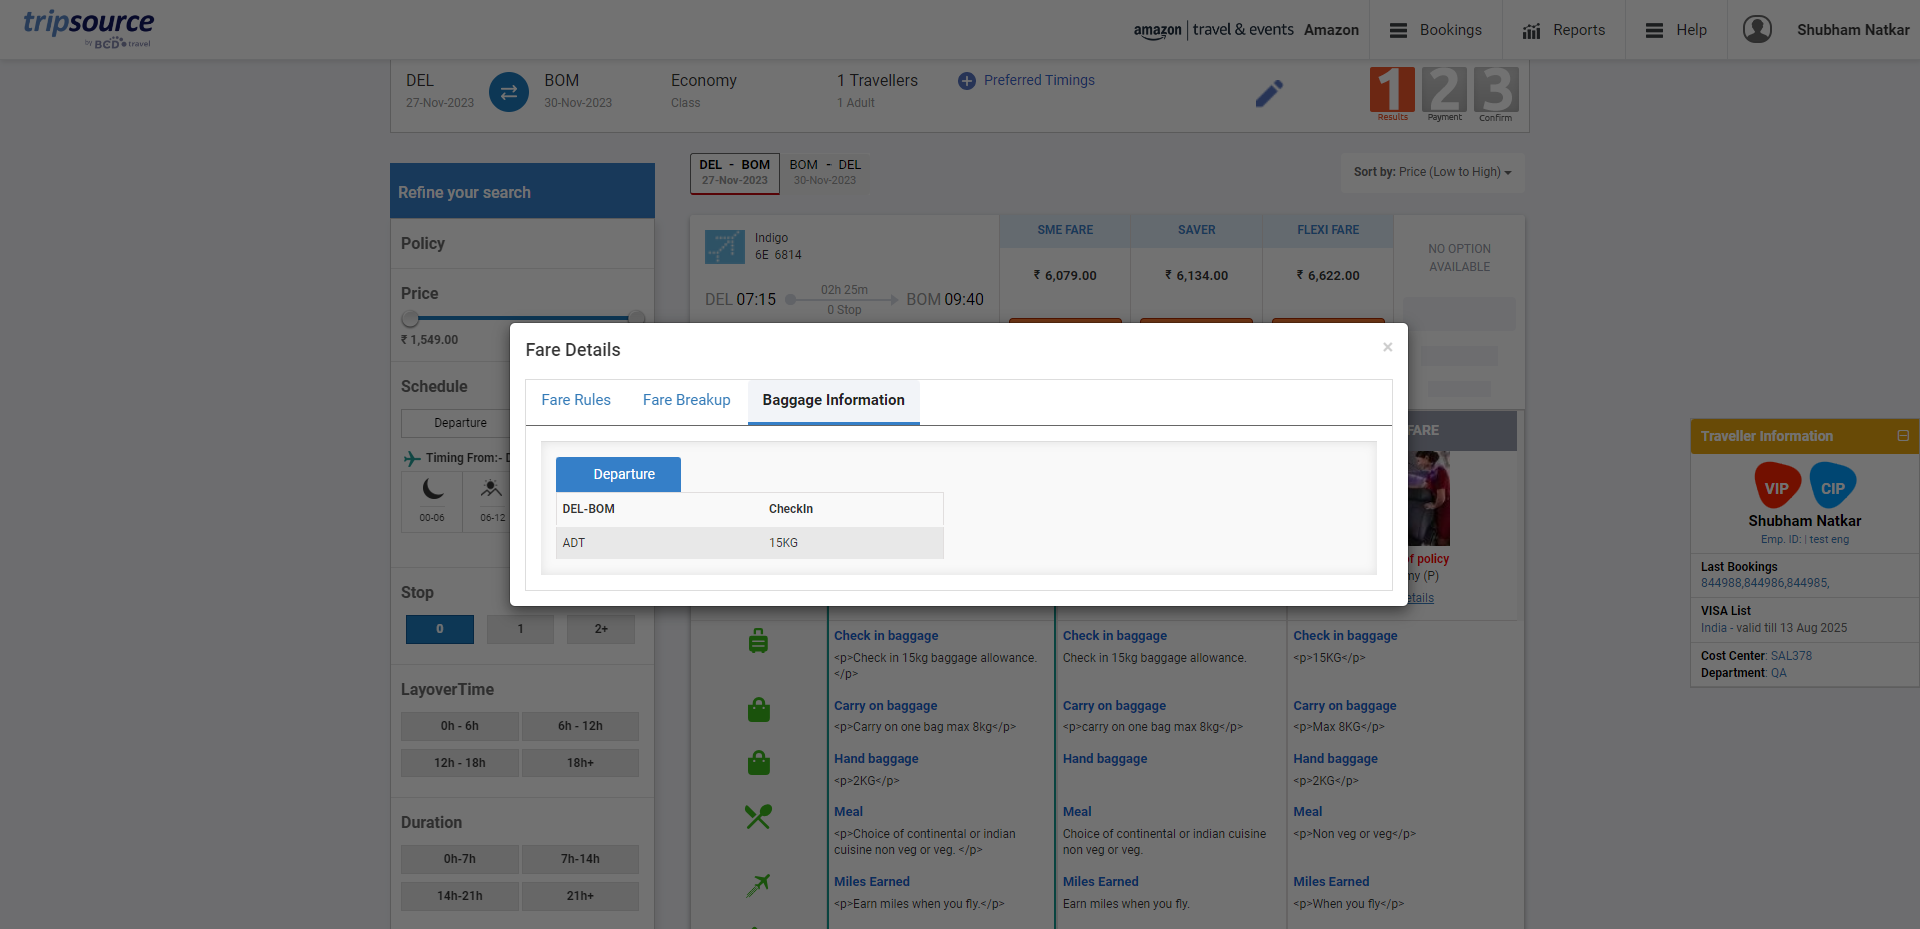 tripsource
by BCD travel
amazon | travel & events Amazon
Bookings
Reports
Help
Shubham Natkar
DEL
27-Nov-2023
BOM
30-Nov-2023
Economy
Class
1 Travellers
1 Adult
Preferred Timings
1 2 3
Results Payment Confirm
Refine your search
Policy
Price
₹ 1,549.00
Schedule
Departure
Timing From:-
00-06
06-12
Stop
0 1 2+
LayoverTime
0h - 6h 6h - 12h
12h - 18h 18h+
Duration
0h-7h 7h-14h
14h-21h 21h+
DEL - BOM
27-Nov-2023
BOM - DEL
30-Nov-2023
Sort by: Price (Low to High)
Indigo
6E 6814
DEL 07:15
02h 25m
0 Stop
BOM 09:40
SME FARE SAVER FLEXI FARE
₹ 6,079.00 ₹ 6,134.00 ₹ 6,622.00
NO OPTION
AVAILABLE
Fare Details
×
Fare Rules Fare Breakup Baggage Information
Departure
DEL-BOM CheckIn
ADT 15KG
FARE
f policy
ny (P)
etails
Check in baggage
<p>Check in 15kg baggage allowance.
</p>
Check in baggage
Check in 15kg baggage allowance.
Check in baggage
<p>15KG</p>
Carry on baggage
<p>Carry on one bag max 8kg</p>
Carry on baggage
<p>carry on one bag max 8kg</p>
Carry on baggage
<p>Max 8KG</p>
Hand baggage
<p>2KG</p>
Hand baggage
Hand baggage
<p>2KG</p>
Meal
<p>Choice of continental or indian
cuisine non veg or veg. </p>
Meal
Choice of continental or indian cuisine
non veg or veg.
Meal
<p>Non veg or veg</p>
Miles Earned
<p>Earn miles when you fly.</p>
Miles Earned
Earn miles when you fly.
Miles Earned
<p>When you fly</p>
Traveller Information
VIP CIP
Shubham Natkar
Emp. ID: | test eng
Last Bookings
844988,844986,844985,
VISA List
India - valid till 13 Aug 2025
Cost Center: SAL378
Department: QA